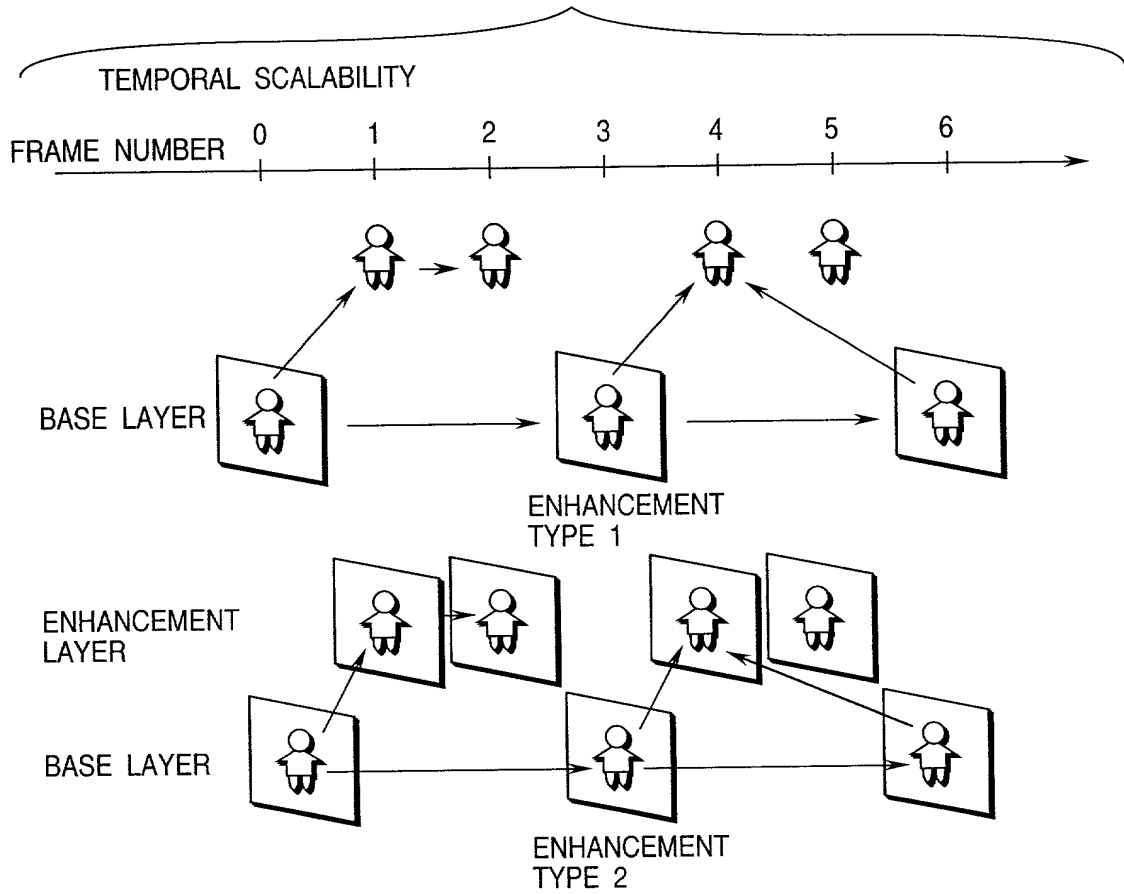 TEMPORAL SCALABILITY
0 1 2 3 4 5 6
FRAME NUMBER
BASE LAYER
ENHANCEMENT
TYPE 1
ENHANCEMENT
LAYER
BASE LAYER
ENHANCEMENT
TYPE 2